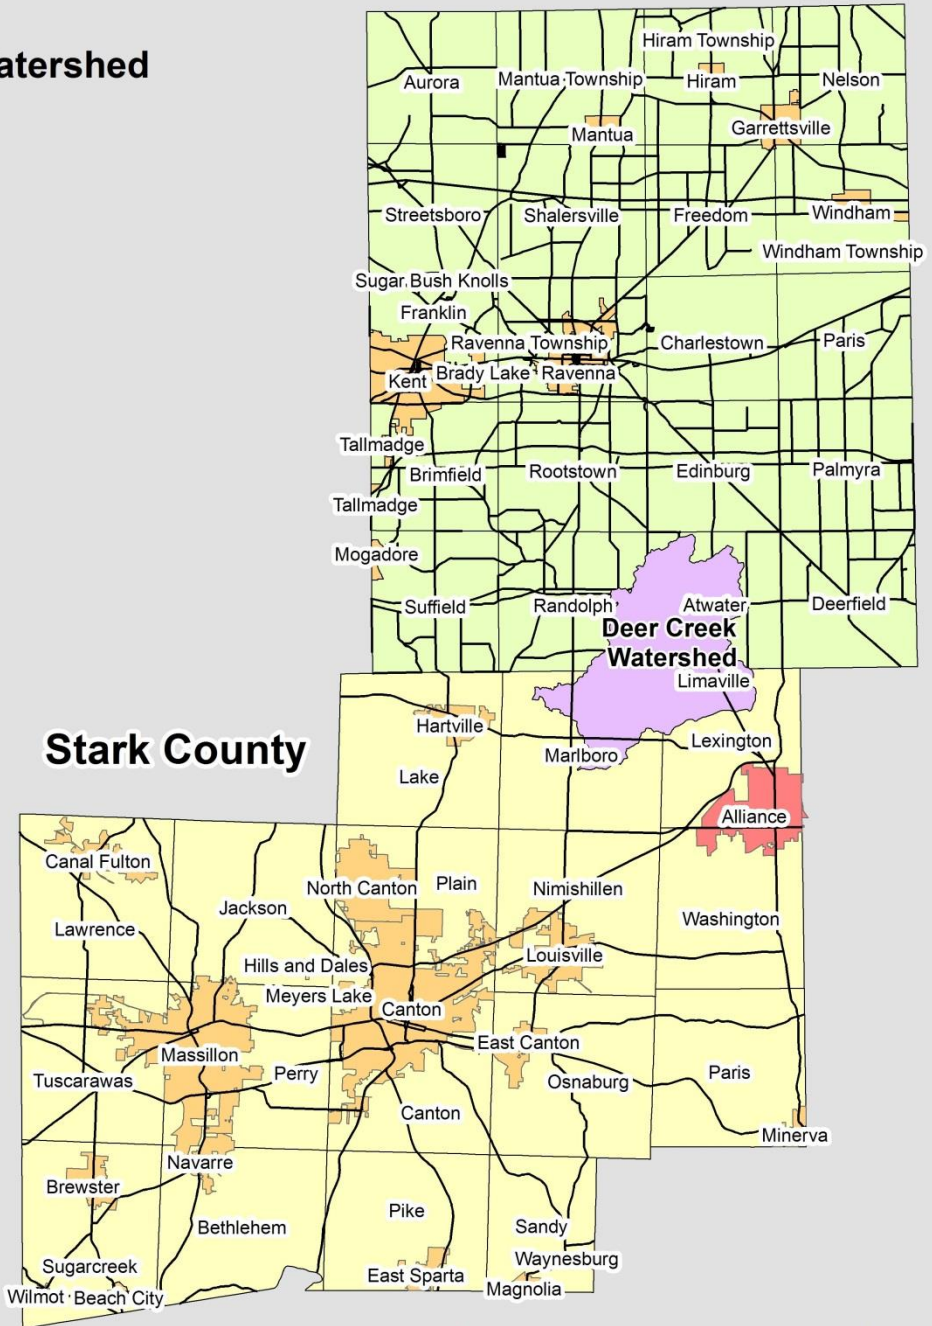 atershed
Hiram Township
Aurora
Mantua Township
Hiram
Nelson
Mantua
Garrettsville
Streetsboro
Shalersville
Freedom
Windham
Windham Township
Sugar Bush Knolls
Franklin
Ravenna Township
Charlestown
Paris
Kent
Brady Lake
Ravenna
Tallmadge
Brimfield
Rootstown
Edinburg
Palmyra
Tallmadge
Mogadore
Suffield
Randolph
Atwater
Deerfield
Deer Creek
Watershed
Limaville
Hartville
Stark County
Marlboro
Lexington
Lake
Alliance
Canal Fulton
North Canton
Plain
Nimishillen
Jackson
Lawrence
Washington
Hills and Dales
Louisville
Meyers Lake
Canton
East Canton
Massillon
Perry
Tuscarawas
Osnaburg
Paris
Canton
Minerva
Navarre
Brewster
Bethlehem
Pike
Sandy
Sugarcreek
Waynesburg
East Sparta
Magnolia
Wilmot
Beach City